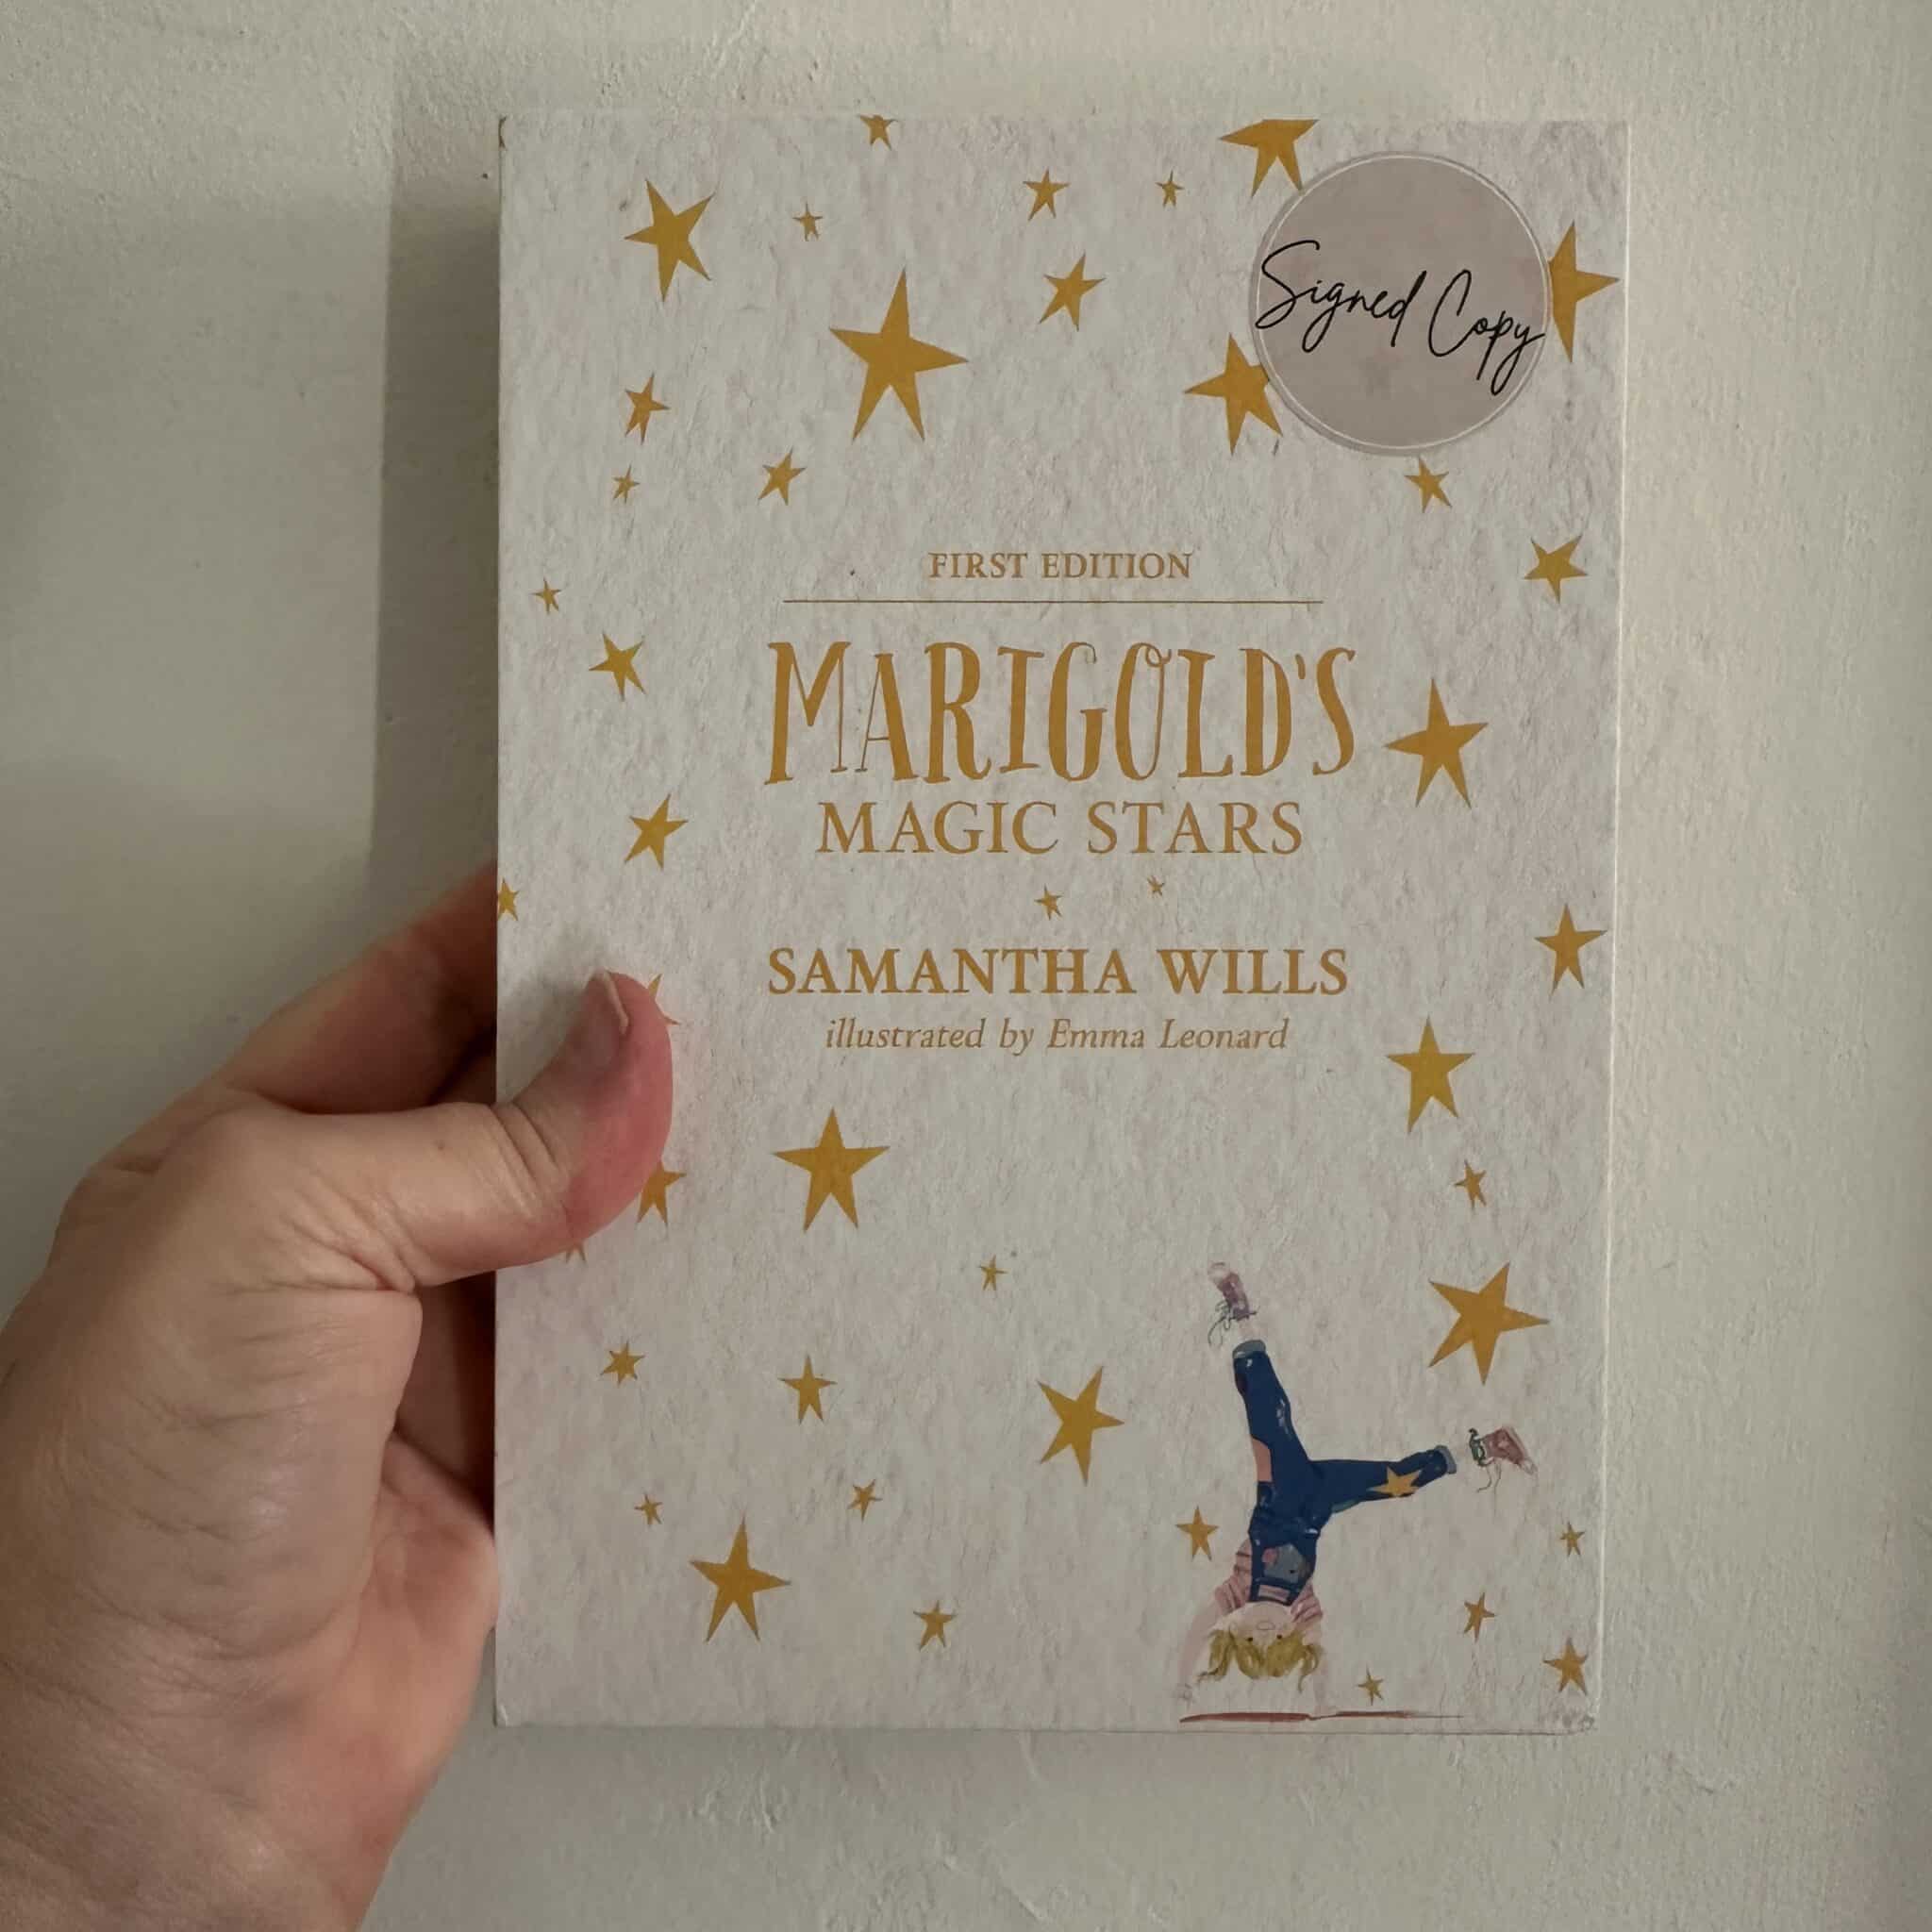 Signed Copy
FIRST EDITION
MARIGOLD'S
MAGIC STARS
SAMANTHA WILLS
illustrated by Emma Leonard